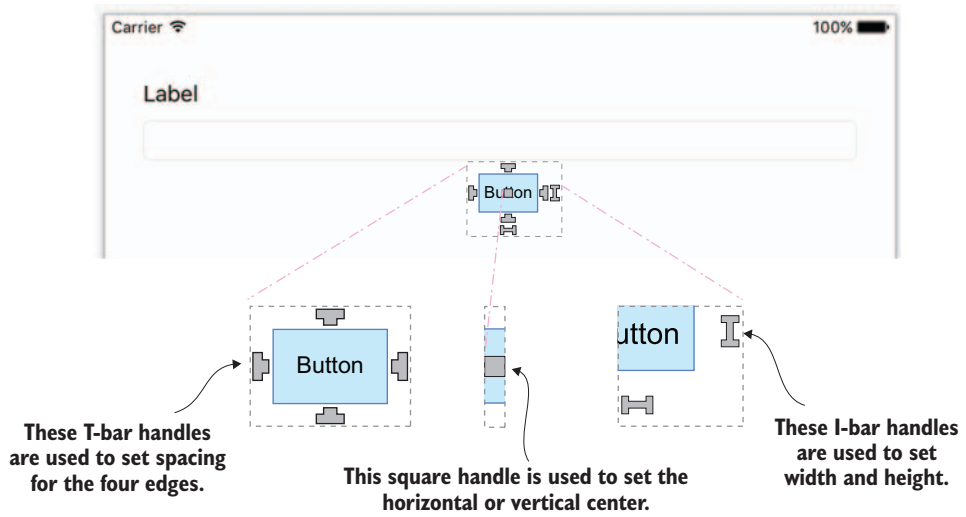 Carrier
100%
Label
Button
Button
utton
These T-bar handles
are used to set spacing
for the four edges.
This square handle is used to set the
horizontal or vertical center.
These I-bar handles
are used to set
width and height.